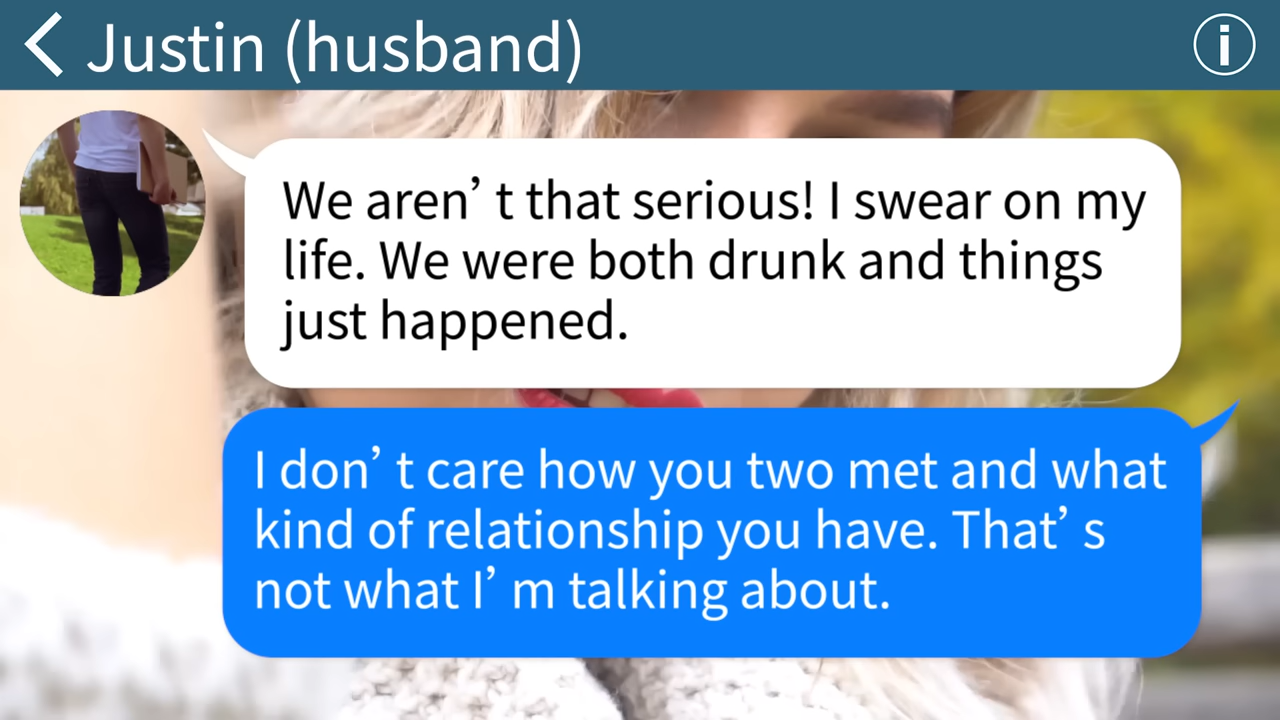 Justin (husband)
We aren’ t that serious! I swear on my
life. We were both drunk and things
just happened.
I don’ t care how you two met and what
kind of relationship you have. That’ s
not what I’ m talking about.